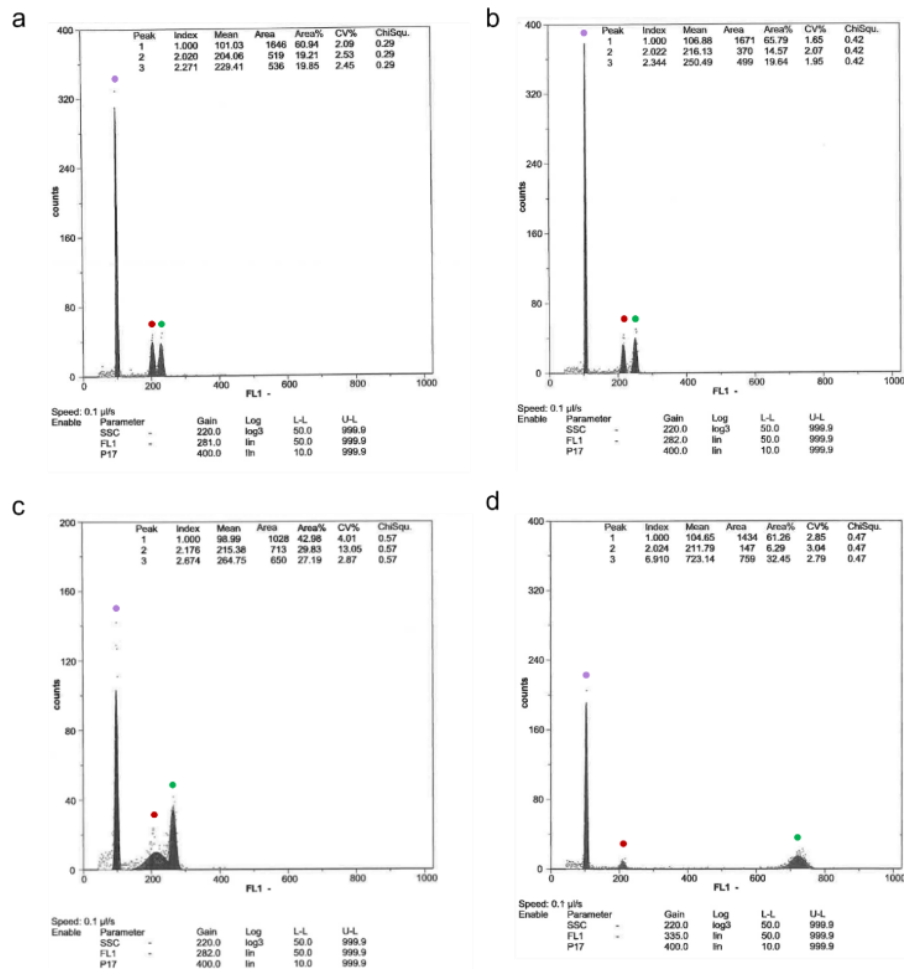 a
Peak Index Mean Area Area% CV% ChiSqu.
1 1.000 101.03 1646 60.94 2.09 0.29
2 2.020 204.06 519 19.21 2.53 0.29
3 2.271 229.41 536 19.85 2.45 0.29
320
240
160
80
0
counts
0 200 400 600 800 1000
FL1 -
Speed: 0.1 µl/s
Enable Parameter Gain Log L-L U-L
SSC - 220.0 log3 50.0 999.9
FL1 - 281.0 lin 50.0 999.9
P17 400.0 lin 10.0 999.9
b
Peak Index Mean Area Area% CV% ChiSqu.
1 1.000 106.88 1671 65.79 1.65 0.42
2 2.022 216.13 370 14.57 2.07 0.42
3 2.344 250.49 499 19.64 1.95 0.42
400
320
240
160
80
0
counts
0 200 400 600 800 1000
FL1 -
Speed: 0.1 µl/s
Enable Parameter Gain Log L-L U-L
SSC - 220.0 log3 50.0 999.9
FL1 - 282.0 lin 50.0 999.9
P17 400.0 lin 10.0 999.9
c
Peak Index Mean Area Area% CV% ChiSqu.
1 1.000 98.99 1028 42.98 4.01 0.57
2 2.176 215.38 713 29.83 13.05 0.57
3 2.674 264.75 650 27.19 2.87 0.57
200
160
120
80
40
0
counts
0 200 400 600 800 1000
FL1 -
Speed: 0.1 µl/s
Enable Parameter Gain Log L-L U-L
SSC - 220.0 log3 50.0 999.9
FL1 - 282.0 lin 50.0 999.9
P17 400.0 lin 10.0 999.9
d
Peak Index Mean Area Area% CV% ChiSqu.
1 1.000 104.65 1434 61.26 2.85 0.47
2 2.024 211.79 147 6.29 3.04 0.47
3 6.910 723.14 759 32.45 2.79 0.47
400
320
240
160
80
0
counts
0 200 400 600 800 1000
FL1 -
Speed: 0.1 µl/s
Enable Parameter Gain Log L-L U-L
SSC - 220.0 log3 50.0 999.9
FL1 - 335.0 lin 50.0 999.9
P17 400.0 lin 10.0 999.9